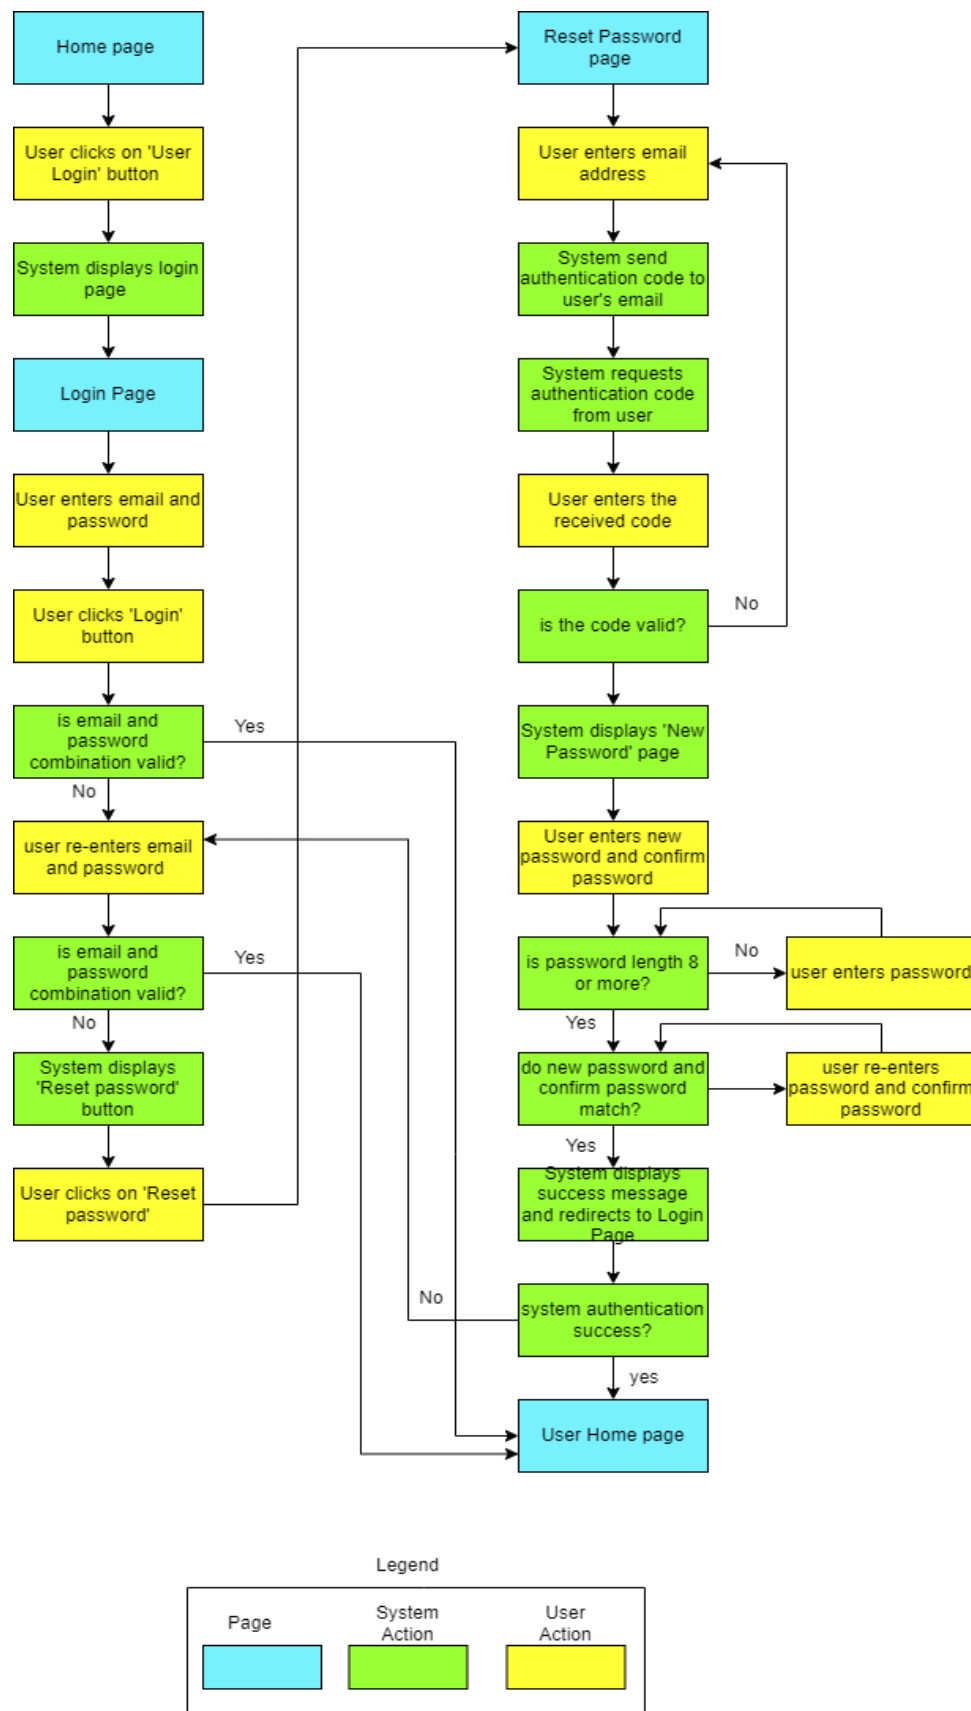 Home page
User clicks on 'User
Login' button
System displays login
page
Login Page
User enters email and
password
User clicks 'Login'
button
is email and
password
combination valid?
Yes
No
user re-enters email
and password
is email and
password
combination valid?
Yes
No
System displays
'Reset password'
button
User clicks on 'Reset
password'
Reset Password
page
User enters email
address
System send
authentication code to
user's email
System requests
authentication code
from user
User enters the
received code
is the code valid?
No
System displays 'New
Password' page
User enters new
password and confirm
password
is password length 8
or more?
No
user enters password
Yes
do new password and
confirm password
match?
user re-enters
password and confirm
password
Yes
System displays
success message
and redirects to Login
Page
system authentication
success?
No
yes
User Home page
Legend
Page
System
Action
User
Action